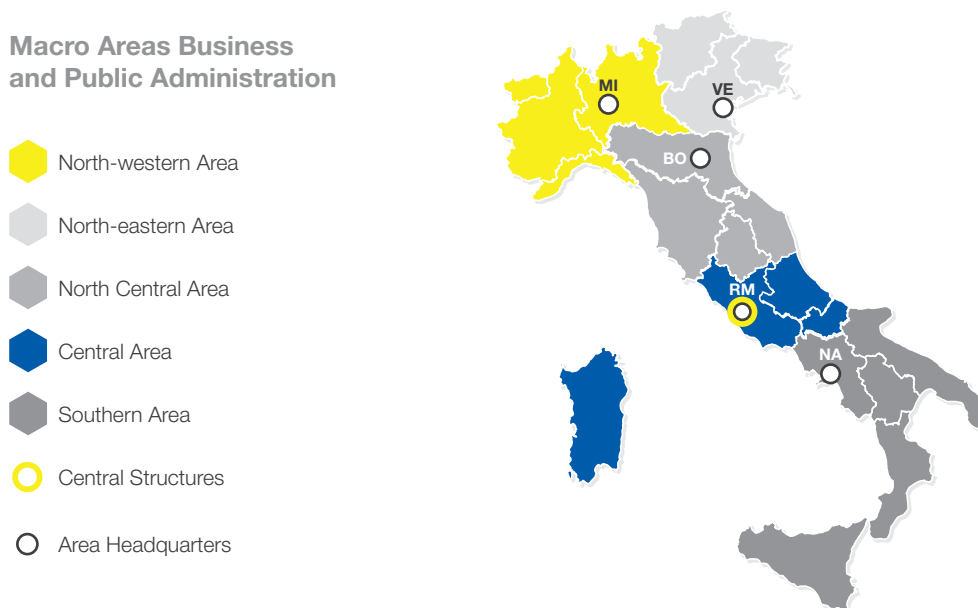 Macro Areas Business
and Public Administration
North-western Area
North-eastern Area
North Central Area
Central Area
Southern Area
Central Structures
Area Headquarters
MI
VE
BO
RM
NA